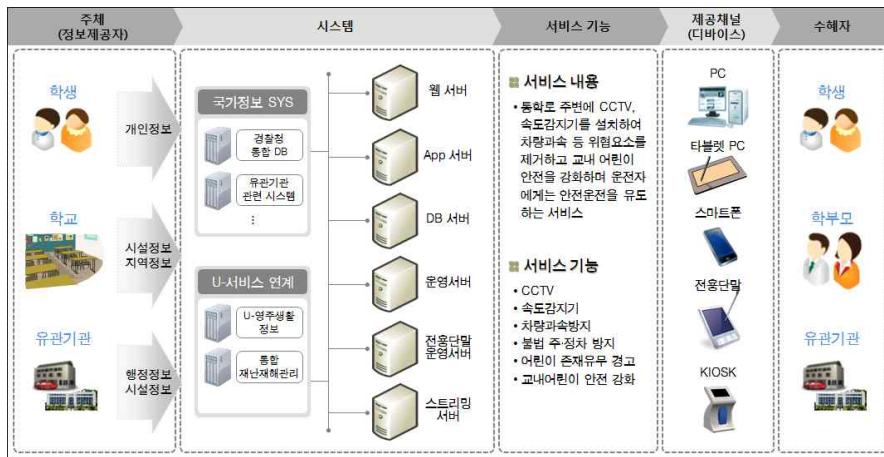 주체
(정보제공자)
시스템
서비스 기능
제공채널
(디바이스)
수혜자
학생
개인정보
학교
시설정보
지역정보
유관기관
행정정보
시설정보
국가정보 SYS
경찰청
통합 DB
유관기관
관련 시스템
⋮
U-서비스 연계
U-영주생활
정보
통합
재난재해관리
웹 서버
App 서버
DB 서버
운영서버
전용단말
운영서버
스트리밍
서버
서비스 내용
• 통학로 주변에 CCTV,
속도감지기를 설치하여
차량과속 등 위협요소를
제거하고 교내 어린이
안전을 강화하며 운전자
에게는 안전운전을 유도
하는 서비스
서비스 기능
• CCTV
• 속도감지기
• 차량과속방지
• 불법 주·정차 방지
• 어린이 존재유무 경고
• 교내어린이 안전 강화
PC
타블렛 PC
스마트폰
전용단말
KIOSK
학생
학부모
유관기관